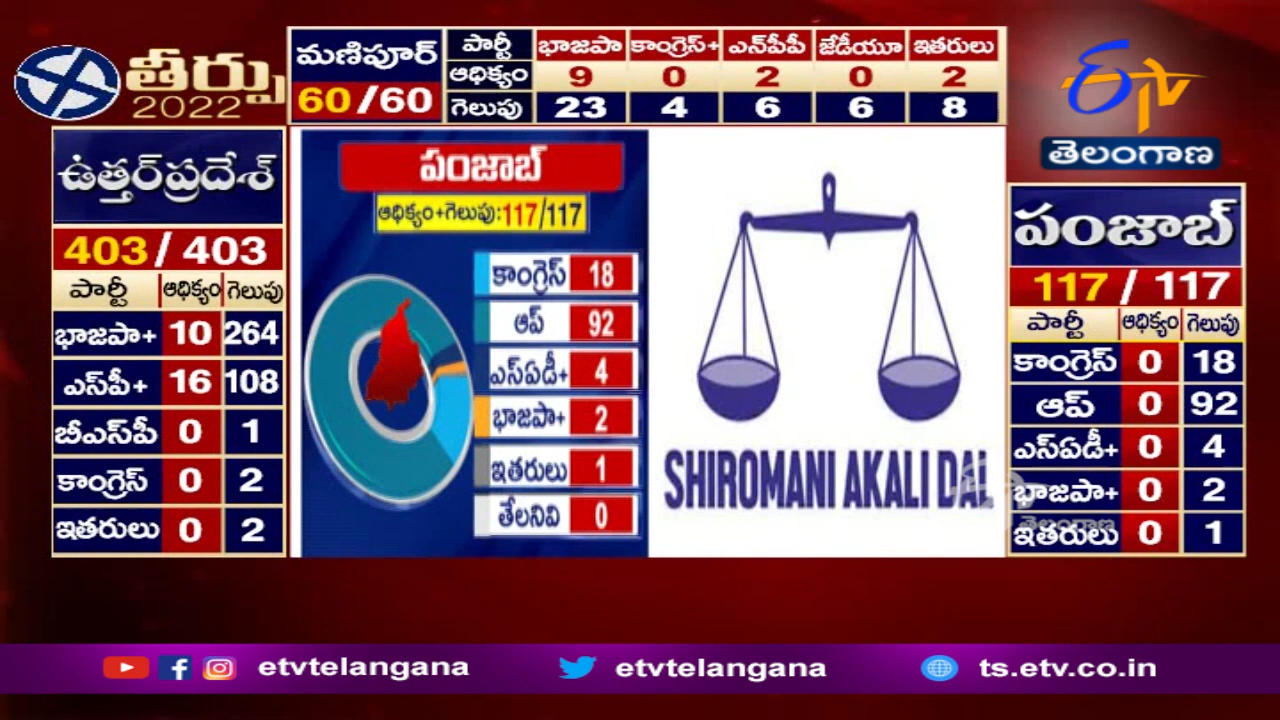 తీర్పు
2022
మణిపూర్
60/60
పార్టీ భాజపా కాంగ్రెస్+ ఎన్‌పీపీ జేడీయూ ఇతరులు
ఆధిక్యం 9 0 2 0 2
గెలుపు 23 4 6 6 8
ETV
తెలంగాణ
ఉత్తర్‌ప్రదేశ్
403/403
పార్టీ ఆధిక్యం గెలుపు
భాజపా+ 10 264
ఎస్‌పీ+ 16 108
బీఎస్‌పీ 0 1
కాంగ్రెస్ 0 2
ఇతరులు 0 2
పంజాబ్
ఆధిక్యం+గెలుపు:117/117
కాంగ్రెస్ 18
ఆప్ 92
ఎస్‌ఏడీ+ 4
భాజపా+ 2
ఇతరులు 1
తేలనివి 0
SHIROMANI AKALI DAL
పంజాబ్
117/117
పార్టీ ఆధిక్యం గెలుపు
కాంగ్రెస్ 0 18
ఆప్ 0 92
ఎస్‌ఏడీ+ 0 4
భాజపా+ 0 2
తెలంగాణ
ఇతరులు 0 1
etvtelangana etvtelangana ts.etv.co.in